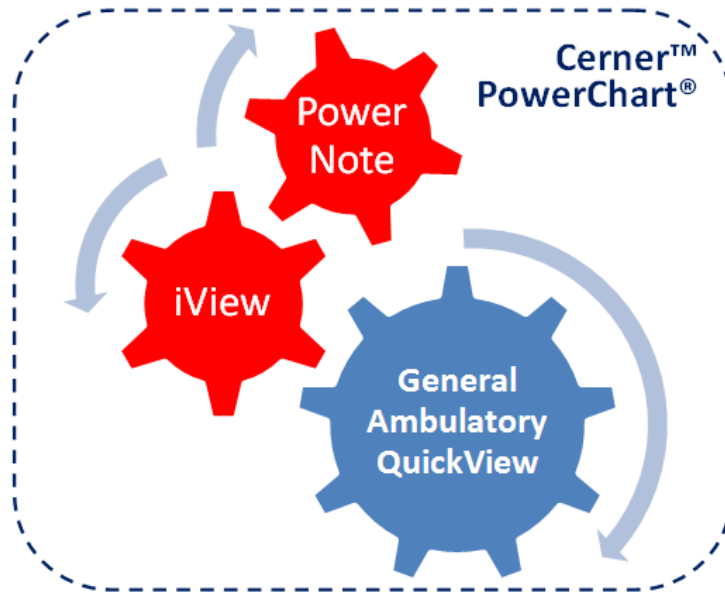 Cerner™
PowerChart®
Power
Note
iView
General
Ambulatory
QuickView